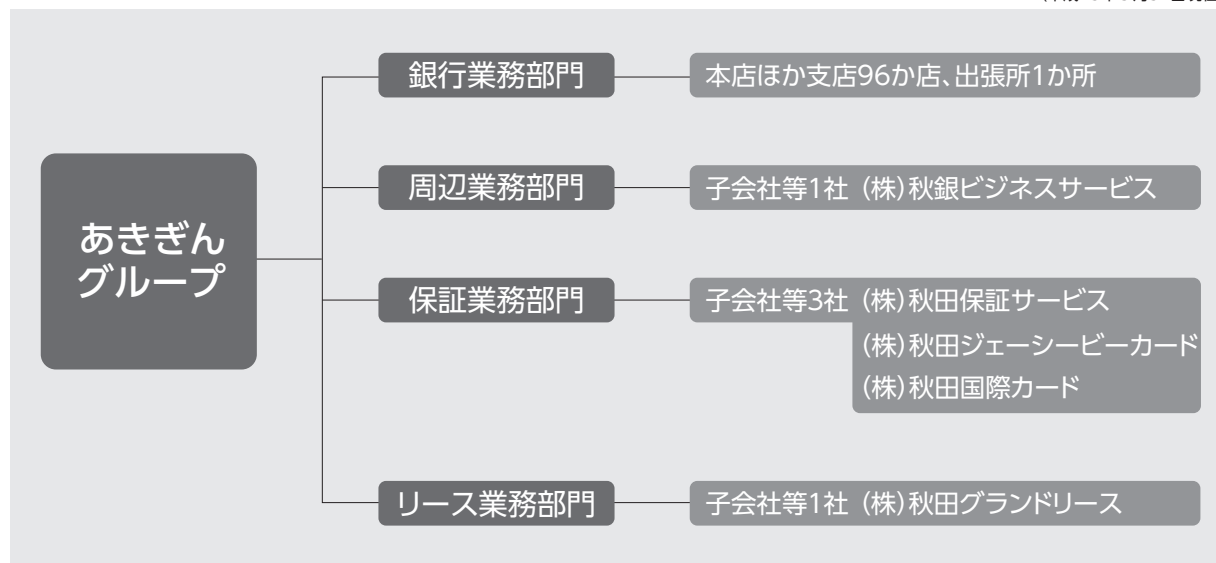 あきぎん
グループ
銀行業務部門
本店ほか支店96か店、出張所1か所
周辺業務部門
子会社等1社 (株)秋銀ビジネスサービス
保証業務部門
子会社等3社 (株)秋田保証サービス
(株)秋田ジェーシービーカード
(株)秋田国際カード
リース業務部門
子会社等1社 (株)秋田グランドリース